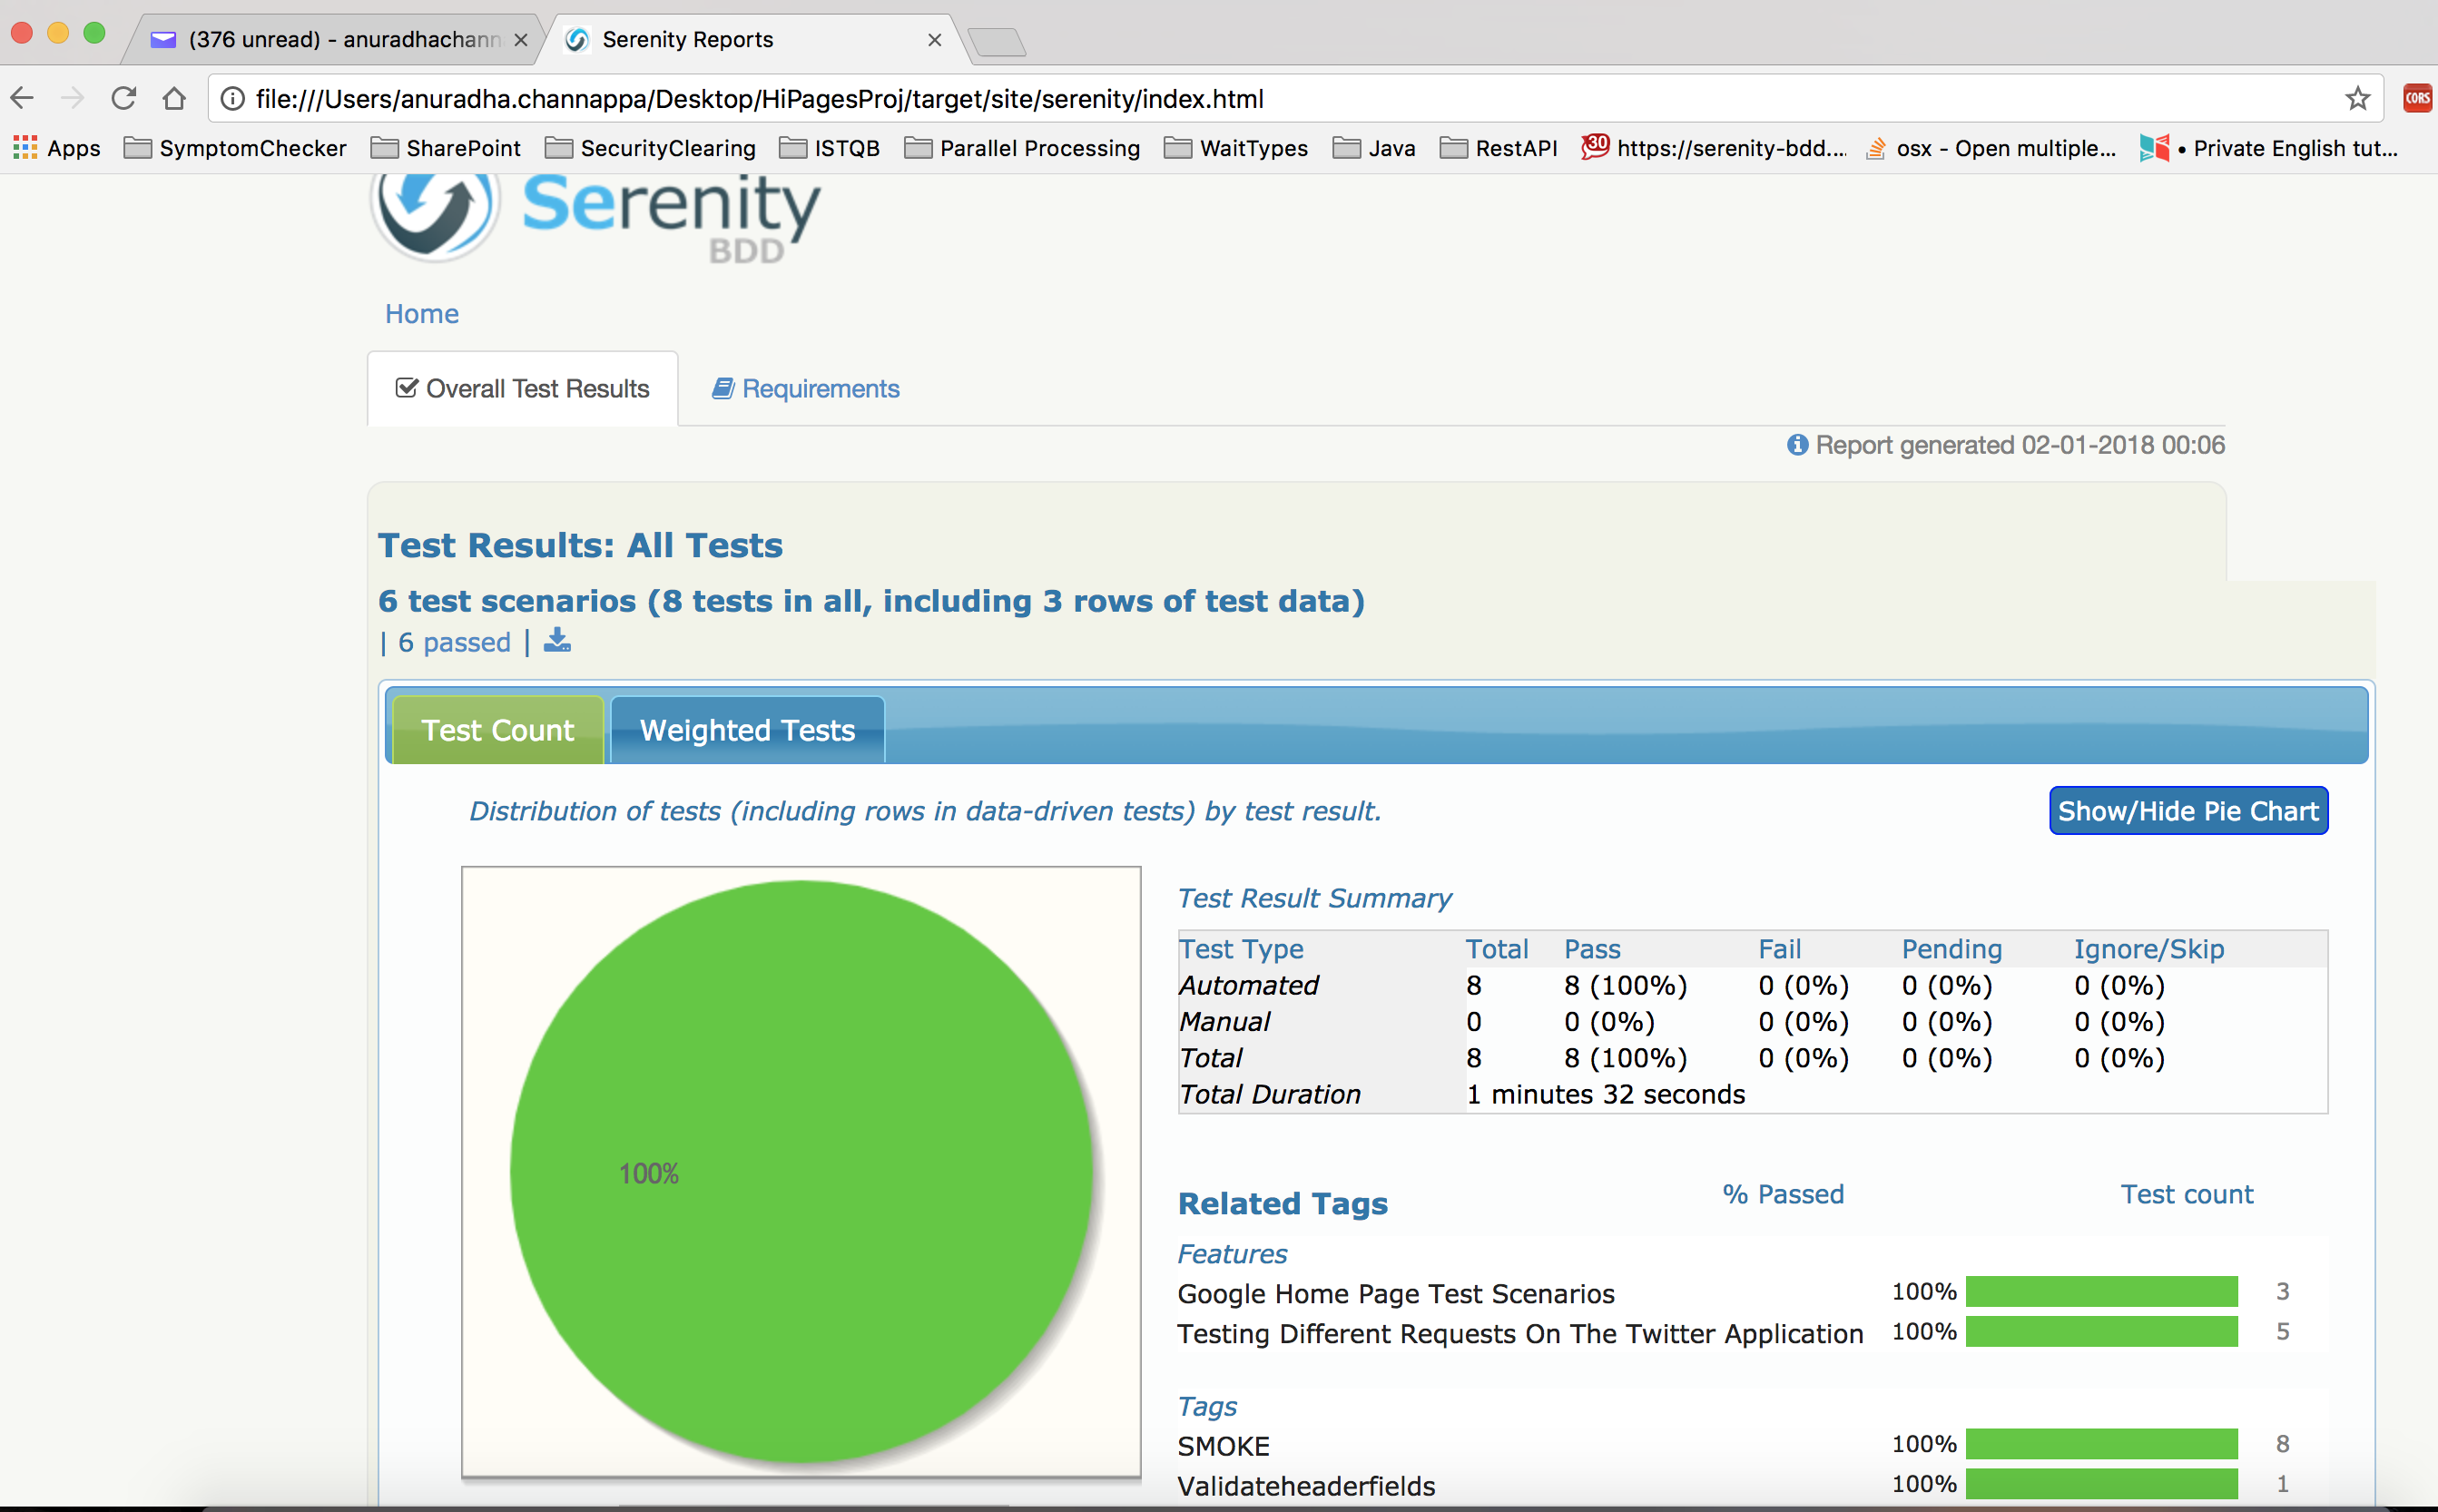 (376 unread) - anuradhachann
Serenity Reports
file:///Users/anuradha.channappa/Desktop/HiPagesProj/target/site/serenity/index.html
CORS
Apps SymptomChecker SharePoint SecurityClearing ISTQB Parallel Processing WaitTypes Java RestAPI 30 https://serenity-bdd.... osx - Open multiple... • Private English tut...
Serenity
BDD
Home
Overall Test Results Requirements
Report generated 02-01-2018 00:06
Test Results: All Tests
6 test scenarios (8 tests in all, including 3 rows of test data)
| 6 passed |
Test Count Weighted Tests
Distribution of tests (including rows in data-driven tests) by test result.
Show/Hide Pie Chart
100%
Test Result Summary
Test Type Total Pass Fail Pending Ignore/Skip
Automated 8 8 (100%) 0 (0%) 0 (0%) 0 (0%)
Manual 0 0 (0%) 0 (0%) 0 (0%) 0 (0%)
Total 8 8 (100%) 0 (0%) 0 (0%) 0 (0%)
Total Duration 1 minutes 32 seconds
Related Tags % Passed Test count
Features
Google Home Page Test Scenarios 100% 3
Testing Different Requests On The Twitter Application 100% 5
Tags
SMOKE 100% 8
Validateheaderfields 100% 1